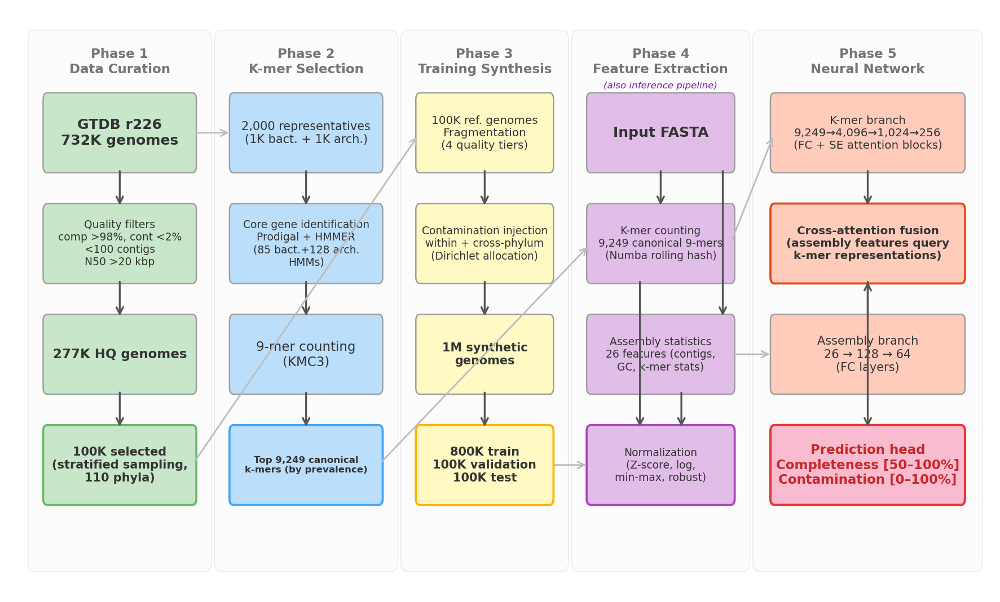 Phase 1
Data Curation
GTDB r226
732K genomes
Quality filters
comp >98%, cont <2%
<100 contigs
N50 >20 kbp
277K HQ genomes
100K selected
(stratified sampling,
110 phyla)
Phase 2
K-mer Selection
2,000 representatives
(1K bact. + 1K arch.)
Core gene identification
Prodigal + HMMER
(85 bact.+128 arch.
HMMs)
9-mer counting
(KMC3)
Top 9,249 canonical
k-mers (by prevalence)
Phase 3
Training Synthesis
100K ref. genomes
Fragmentation
(4 quality tiers)
Contamination injection
within + cross-phylum
(Dirichlet allocation)
1M synthetic
genomes
800K train
100K validation
100K test
Phase 4
Feature Extraction
(also inference pipeline)
Input FASTA
K-mer counting
9,249 canonical 9-mers
(Numba rolling hash)
Assembly statistics
26 features (contigs,
GC, k-mer stats)
Normalization
(Z-score, log,
min-max, robust)
Phase 5
Neural Network
K-mer branch
9,249→4,096→1,024→256
(FC + SE attention blocks)
Cross-attention fusion
(assembly features query
k-mer representations)
Assembly branch
26 → 128 → 64
(FC layers)
Prediction head
Completeness [50–100%]
Contamination [0–100%]